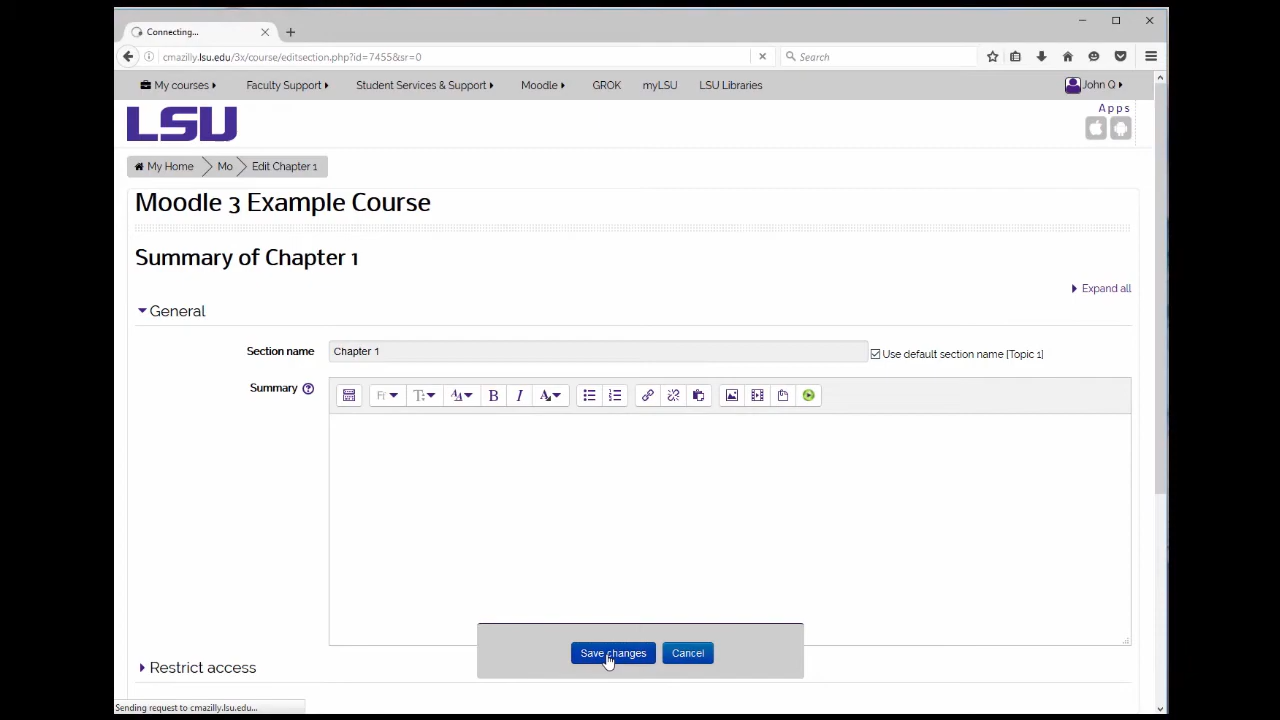 Connecting...
cmazilly.lsu.edu/3x/course/editsection.php?id=7455&sr=0
Search
My courses
Faculty Support
Student Services & Support
Moodle
GROK
myLSU
LSU Libraries
John Q
LSU
Apps
My Home
Mo
Edit Chapter 1
Moodle 3 Example Course
Summary of Chapter 1
Expand all
General
Section name
Chapter 1
Use default section name [Topic 1]
Summary
B
I
Save changes
Cancel
Restrict access
Sending request to cmazilly.lsu.edu...